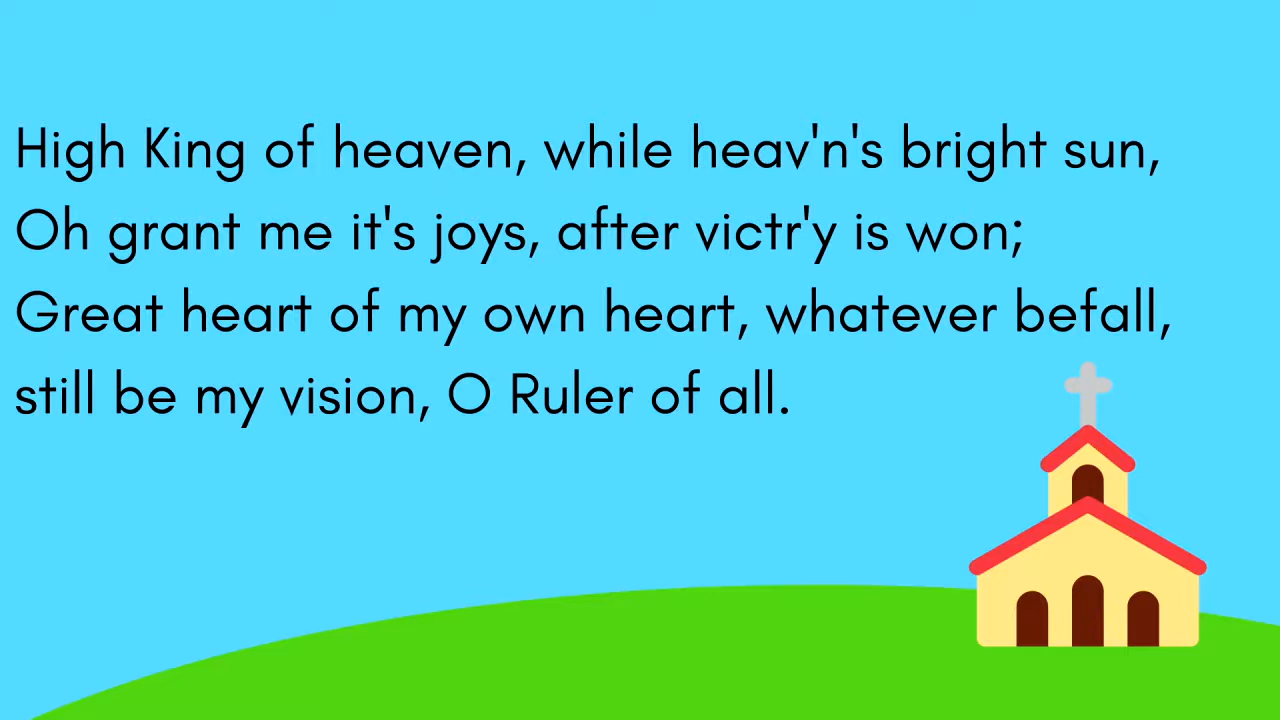 High King of heaven, while heav'n's bright sun,
Oh grant me it's joys, after victr'y is won;
Great heart of my own heart, whatever befall,
still be my vision, O Ruler of all.